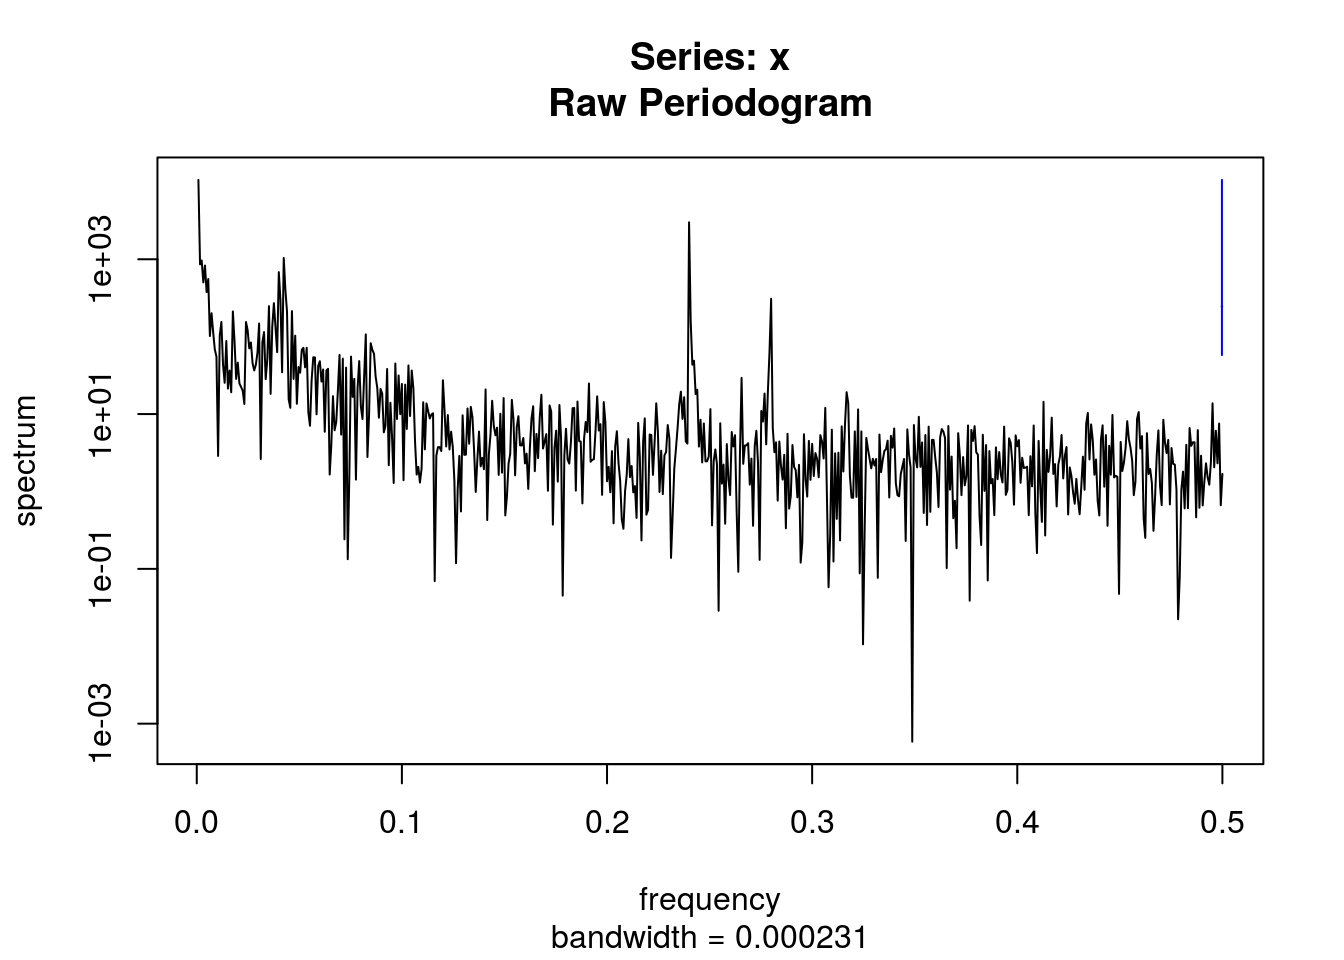 Series: x
Raw Periodogram
spectrum
1e+03
1e+01
1e-01
1e-03
0.0 0.1 0.2 0.3 0.4 0.5
frequency
bandwidth = 0.000231